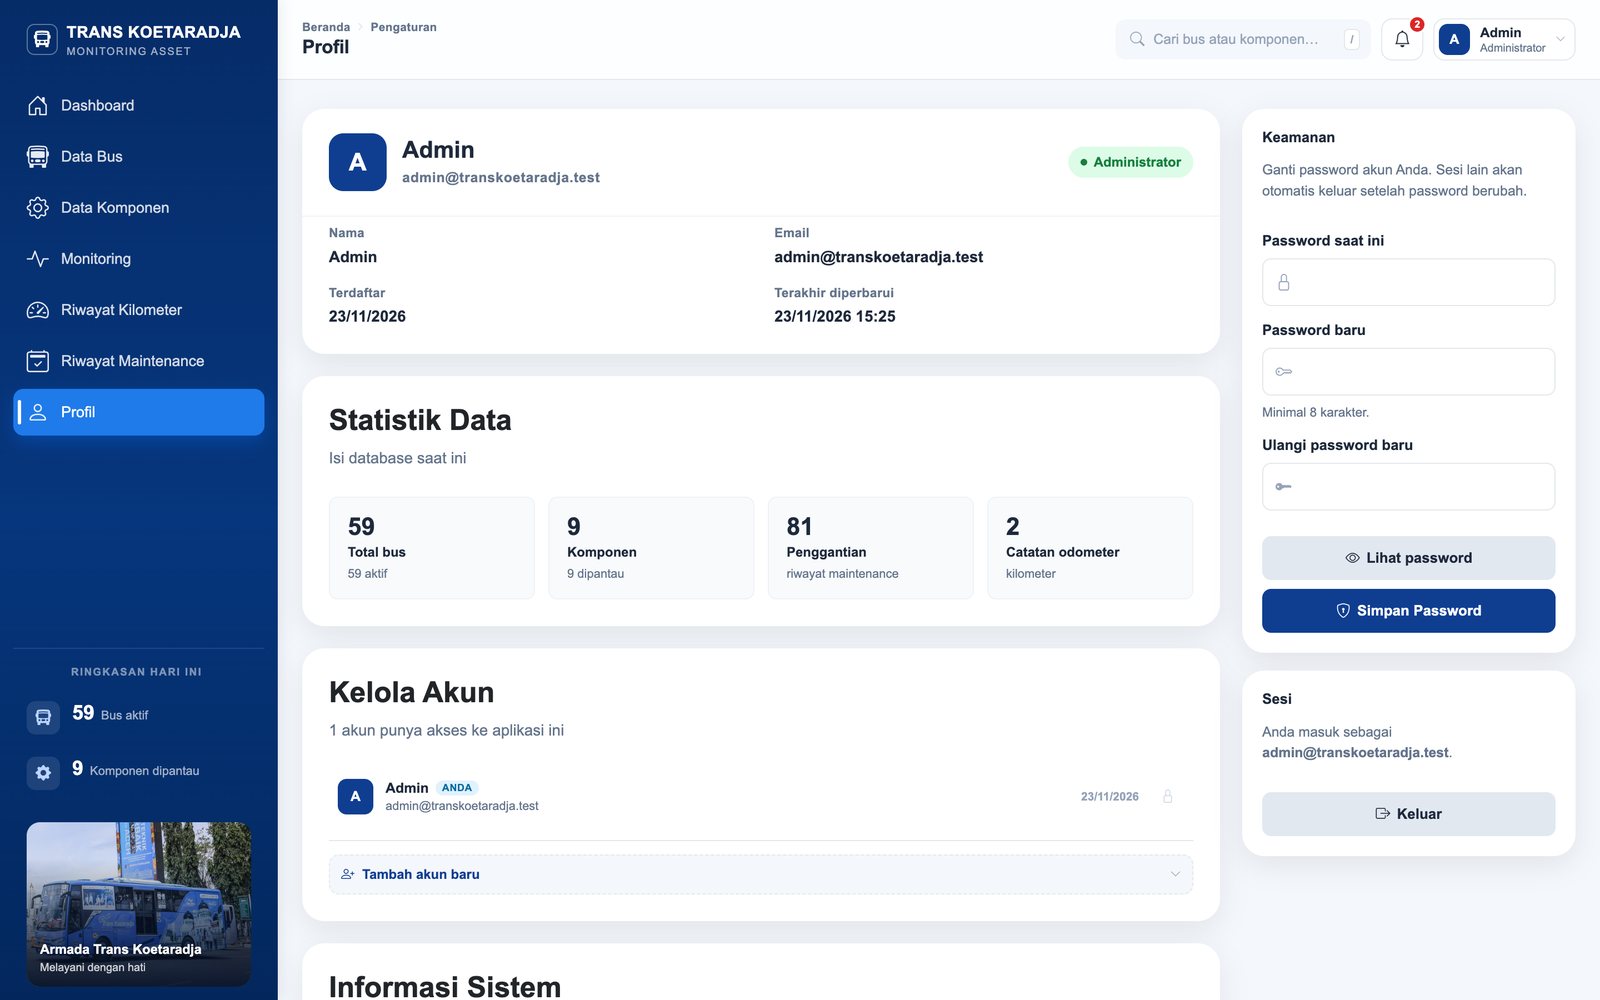 TRANS KOETARADJA
MONITORING ASSET
Dashboard
Data Bus
Data Komponen
Monitoring
Riwayat Kilometer
Riwayat Maintenance
Profil
RINGKASAN HARI INI
59 Bus aktif
9 Komponen dipantau
Armada Trans Koetaradja
Melayani dengan hati
Beranda Pengaturan
Profil
Cari bus atau komponen… /
2
A
Admin
Administrator
A
Admin
admin@transkoetaradja.test
Administrator
Nama
Admin
Email
admin@transkoetaradja.test
Terdaftar
23/11/2026
Terakhir diperbarui
23/11/2026 15:25
Statistik Data
Isi database saat ini
59
Total bus
59 aktif
9
Komponen
9 dipantau
81
Penggantian
riwayat maintenance
2
Catatan odometer
kilometer
Kelola Akun
1 akun punya akses ke aplikasi ini
A
Admin ANDA
admin@transkoetaradja.test
23/11/2026
Tambah akun baru
Informasi Sistem
Keamanan
Ganti password akun Anda. Sesi lain akan
otomatis keluar setelah password berubah.
Password saat ini
Password baru
Minimal 8 karakter.
Ulangi password baru
Lihat password
Simpan Password
Sesi
Anda masuk sebagai
admin@transkoetaradja.test.
Keluar